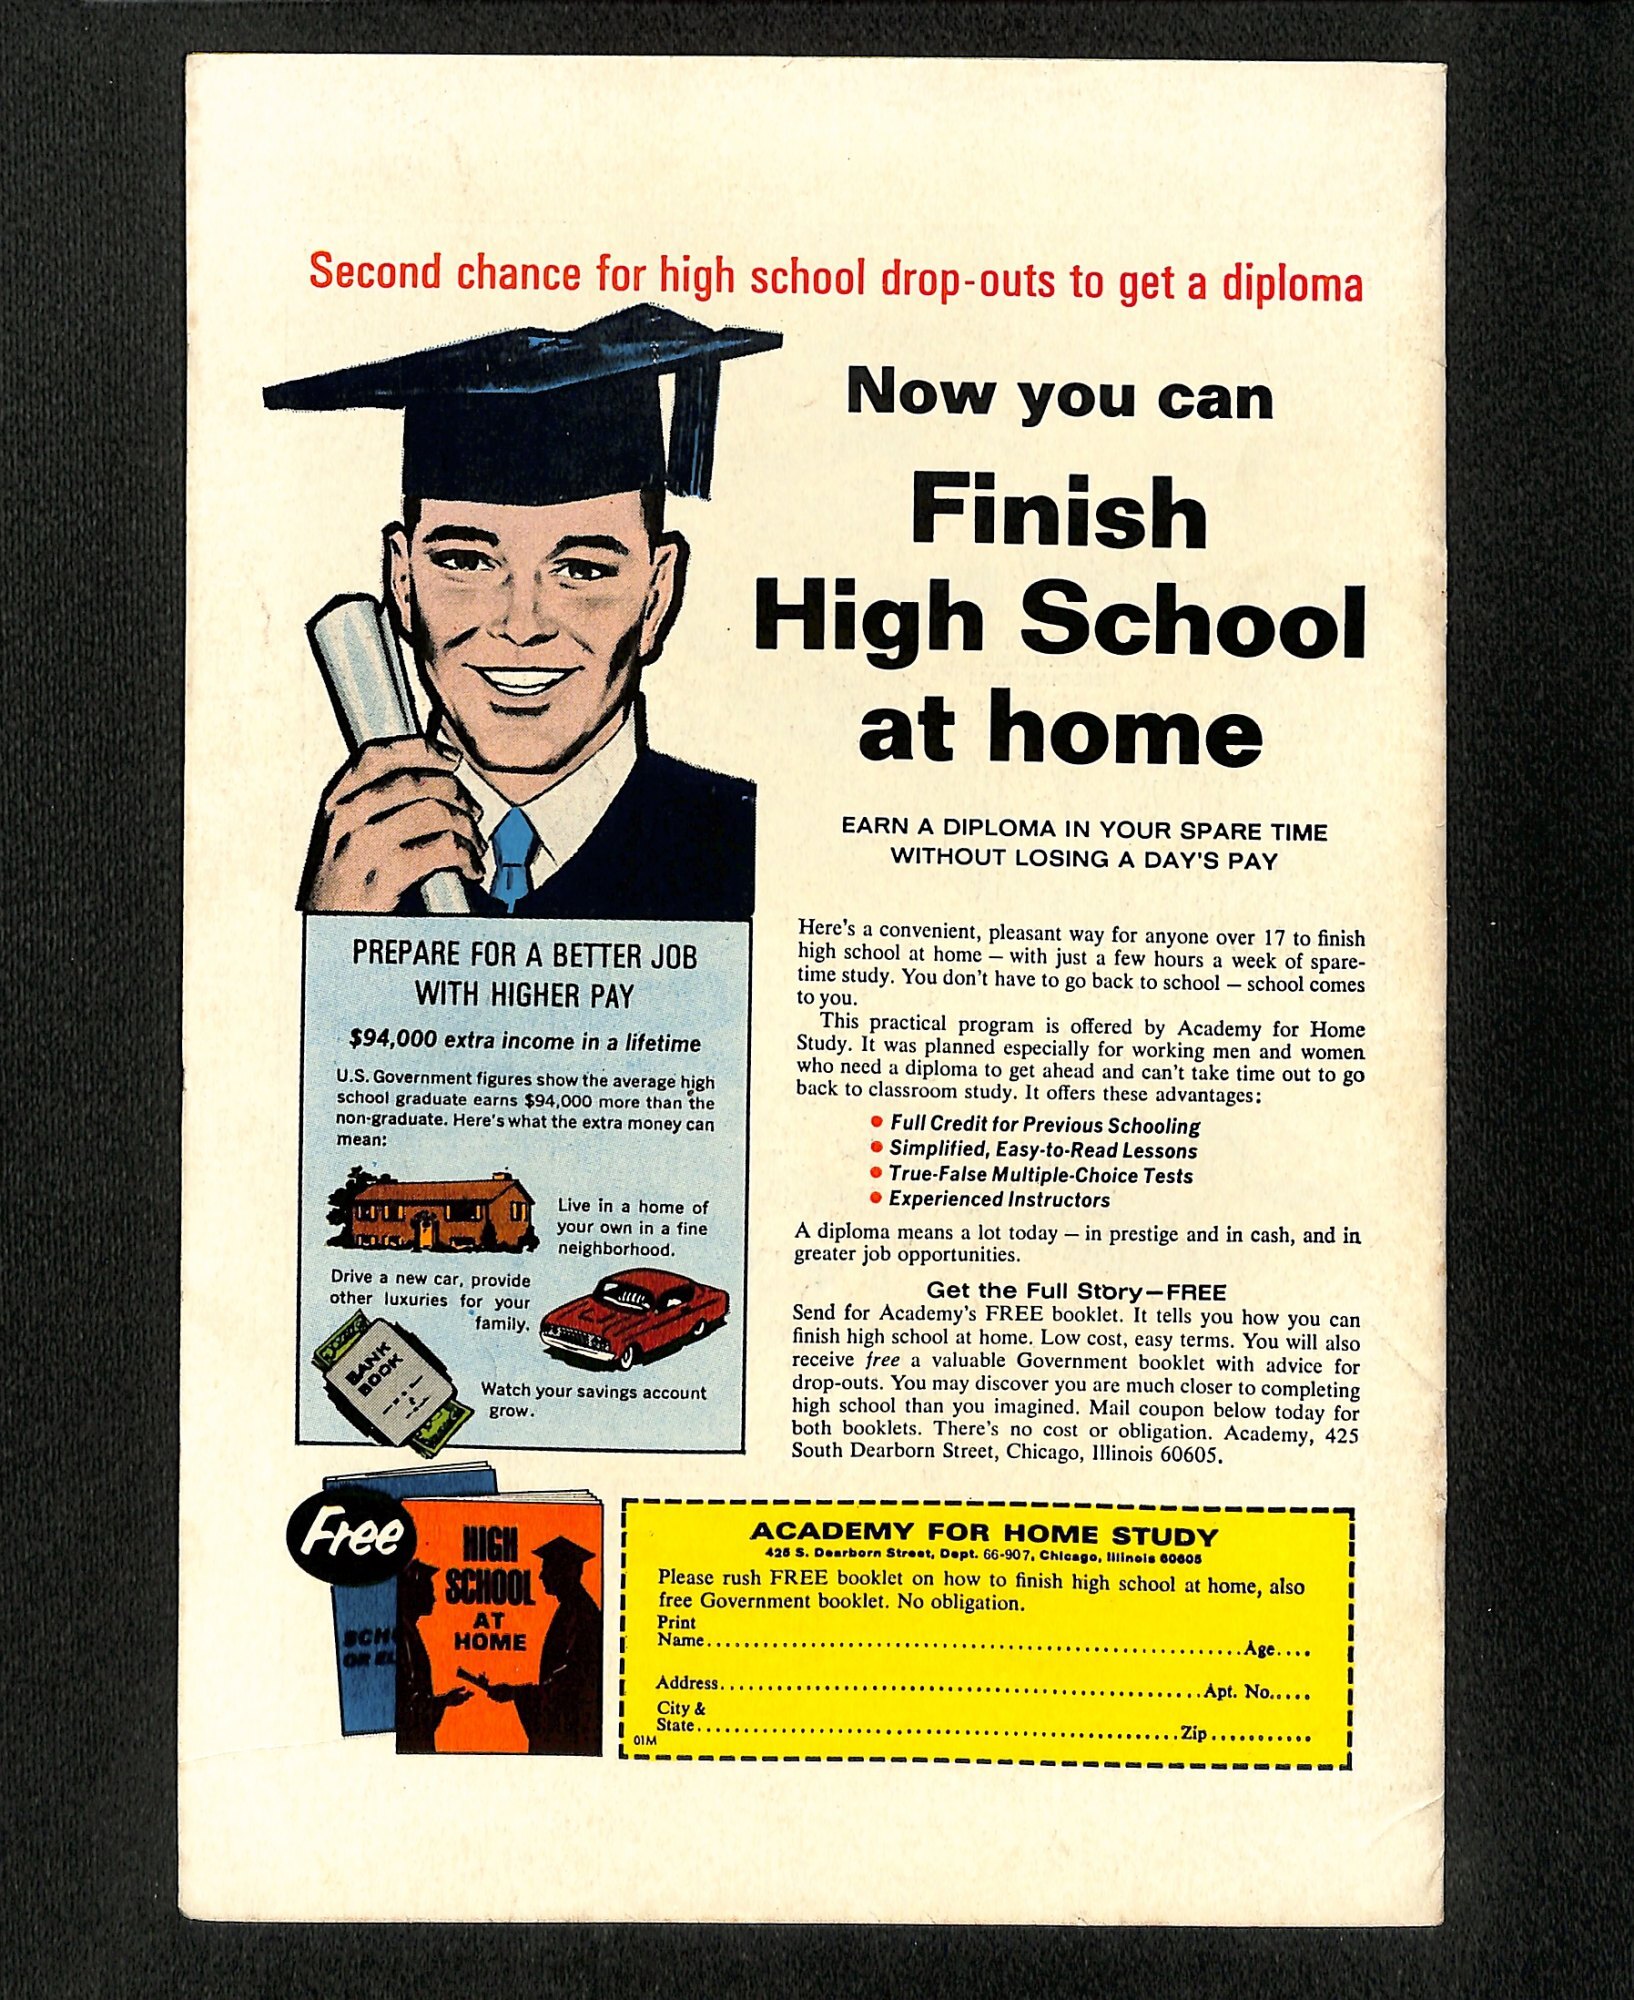 Second chance for high school drop-outs to get a diploma
Now you can
Finish
High School
at home
EARN A DIPLOMA IN YOUR SPARE TIME
WITHOUT LOSING A DAY'S PAY
PREPARE FOR A BETTER JOB
WITH HIGHER PAY
$94,000 extra income in a lifetime
U.S. Government figures show the average high
school graduate earns $94,000 more than the
non-graduate. Here's what the extra money can
mean:
Live in a home of
your own in a fine
neighborhood.
Drive a new car, provide
other luxuries for your
family.
BANK
BOOK
Watch your savings account
grow.
Here's a convenient, pleasant way for anyone over 17 to finish
high school at home — with just a few hours a week of spare-
time study. You don't have to go back to school — school comes
to you.
This practical program is offered by Academy for Home
Study. It was planned especially for working men and women
who need a diploma to get ahead and can't take time out to go
back to classroom study. It offers these advantages:
• Full Credit for Previous Schooling
• Simplified, Easy-to-Read Lessons
• True-False Multiple-Choice Tests
• Experienced Instructors
A diploma means a lot today — in prestige and in cash, and in
greater job opportunities.
Get the Full Story—FREE
Send for Academy's FREE booklet. It tells you how you can
finish high school at home. Low cost, easy terms. You will also
receive free a valuable Government booklet with advice for
drop-outs. You may discover you are much closer to completing
high school than you imagined. Mail coupon below today for
both booklets. There's no cost or obligation. Academy, 425
South Dearborn Street, Chicago, Illinois 60605.
Free
HIGH
SCHOOL
AT
HOME
SCH
OR EL
ACADEMY FOR HOME STUDY
425 S. Dearborn Street, Dept. 66-907, Chicago, Illinois 60605
Please rush FREE booklet on how to finish high school at home, also
free Government booklet. No obligation.
Print
Name.......................................................Age....
Address..................................................Apt. No.....
City &
State..................................................Zip...........
01M